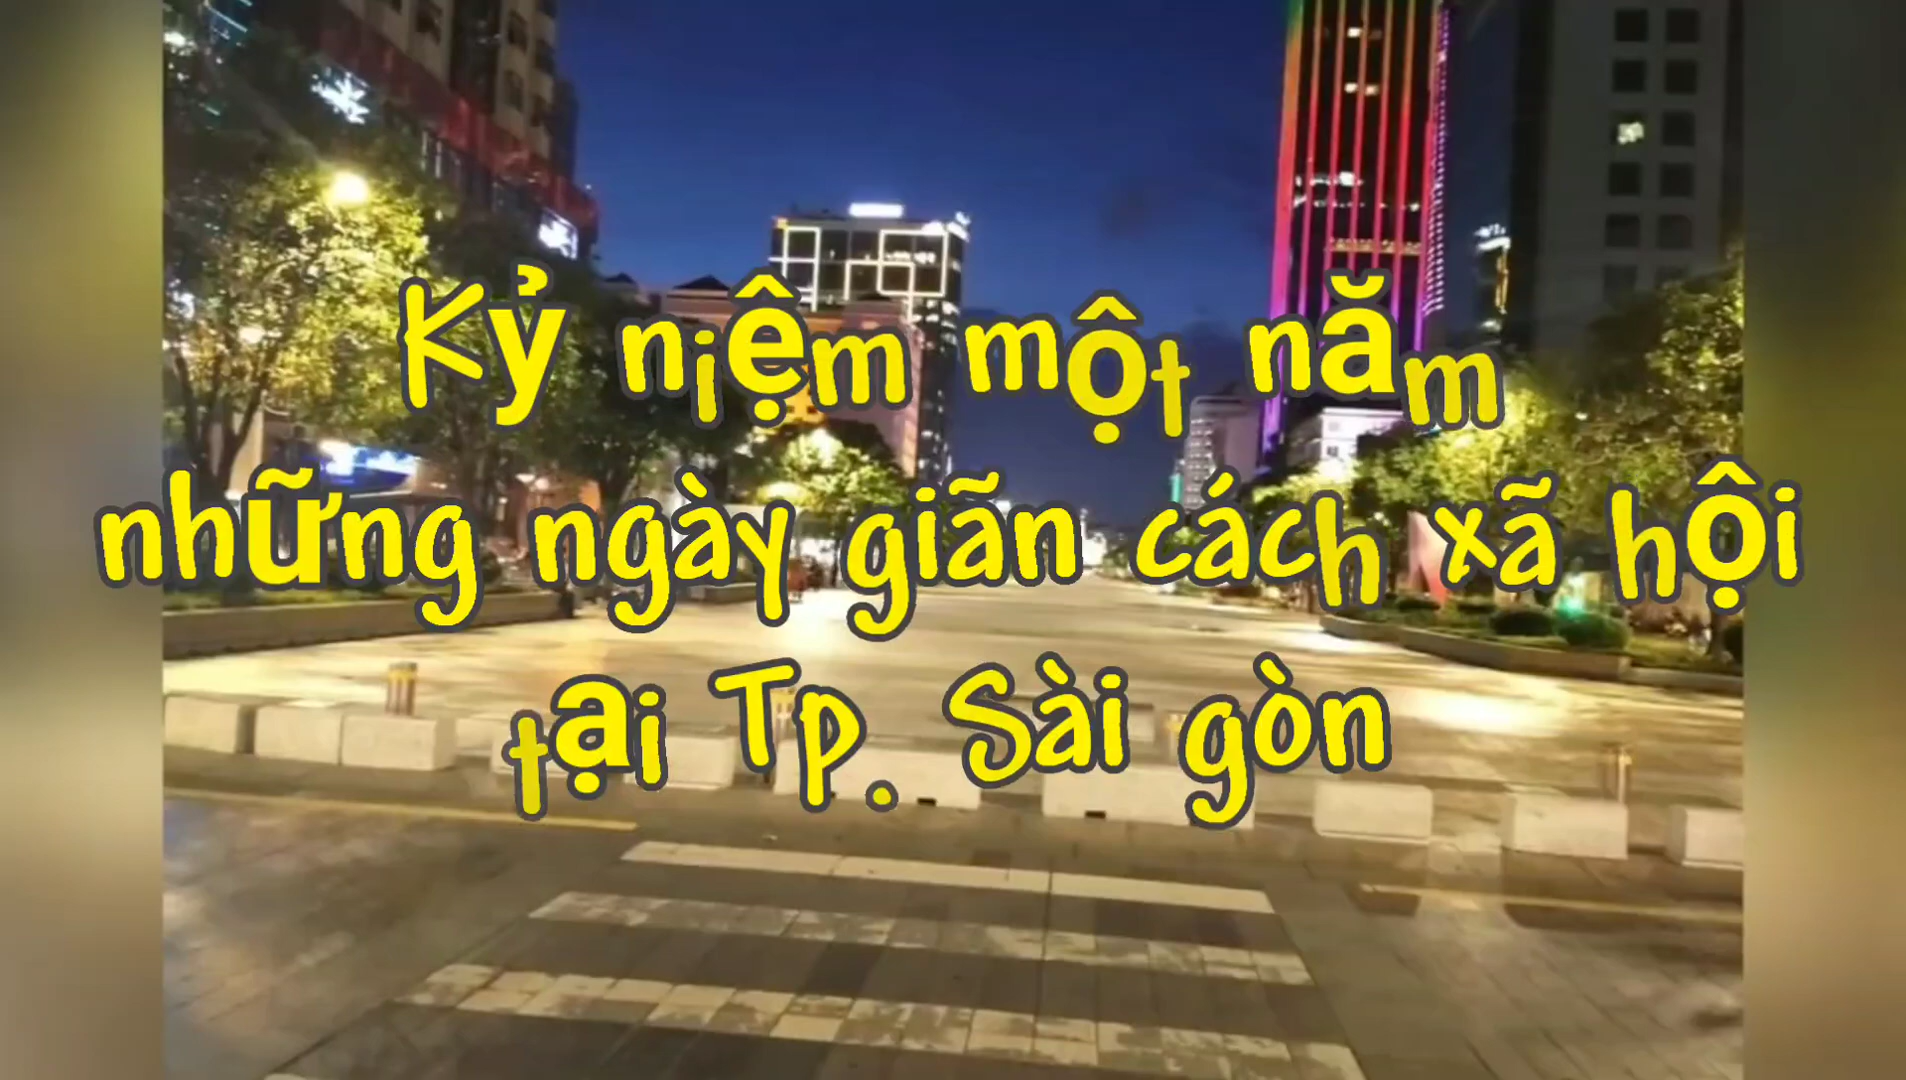 Kỷ niệm một năm
những ngày giãn cách xã hội
tại Tp. Sài gòn